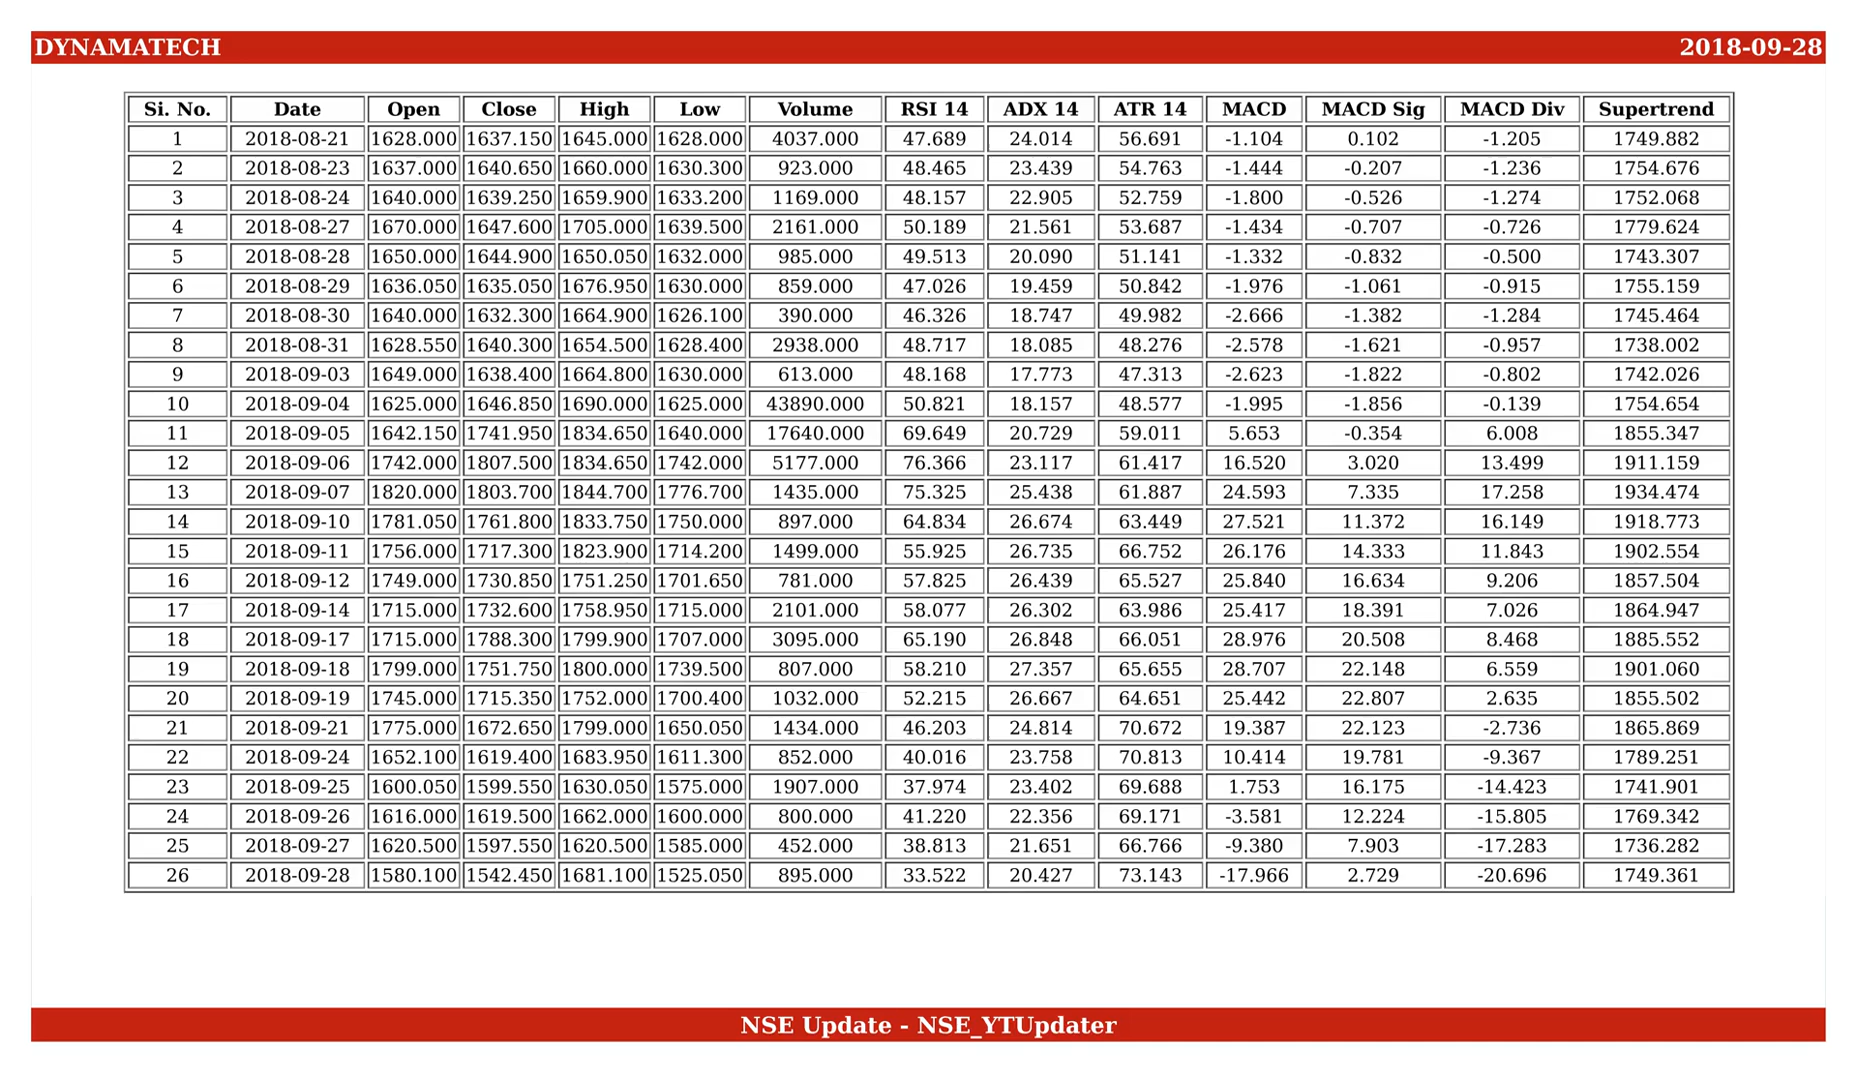 DYNAMATECH 2018-09-28
Si. No. Date Open Close High Low Volume RSI 14 ADX 14 ATR 14 MACD MACD Sig MACD Div Supertrend
1 2018-08-21 1628.000 1637.150 1645.000 1628.000 4037.000 47.689 24.014 56.691 -1.104 0.102 -1.205 1749.882
2 2018-08-23 1637.000 1640.650 1660.000 1630.300 923.000 48.465 23.439 54.763 -1.444 -0.207 -1.236 1754.676
3 2018-08-24 1640.000 1639.250 1659.900 1633.200 1169.000 48.157 22.905 52.759 -1.800 -0.526 -1.274 1752.068
4 2018-08-27 1670.000 1647.600 1705.000 1639.500 2161.000 50.189 21.561 53.687 -1.434 -0.707 -0.726 1779.624
5 2018-08-28 1650.000 1644.900 1650.050 1632.000 985.000 49.513 20.090 51.141 -1.332 -0.832 -0.500 1743.307
6 2018-08-29 1636.050 1635.050 1676.950 1630.000 859.000 47.026 19.459 50.842 -1.976 -1.061 -0.915 1755.159
7 2018-08-30 1640.000 1632.300 1664.900 1626.100 390.000 46.326 18.747 49.982 -2.666 -1.382 -1.284 1745.464
8 2018-08-31 1628.550 1640.300 1654.500 1628.400 2938.000 48.717 18.085 48.276 -2.578 -1.621 -0.957 1738.002
9 2018-09-03 1649.000 1638.400 1664.800 1630.000 613.000 48.168 17.773 47.313 -2.623 -1.822 -0.802 1742.026
10 2018-09-04 1625.000 1646.850 1690.000 1625.000 43890.000 50.821 18.157 48.577 -1.995 -1.856 -0.139 1754.654
11 2018-09-05 1642.150 1741.950 1834.650 1640.000 17640.000 69.649 20.729 59.011 5.653 -0.354 6.008 1855.347
12 2018-09-06 1742.000 1807.500 1834.650 1742.000 5177.000 76.366 23.117 61.417 16.520 3.020 13.499 1911.159
13 2018-09-07 1820.000 1803.700 1844.700 1776.700 1435.000 75.325 25.438 61.887 24.593 7.335 17.258 1934.474
14 2018-09-10 1781.050 1761.800 1833.750 1750.000 897.000 64.834 26.674 63.449 27.521 11.372 16.149 1918.773
15 2018-09-11 1756.000 1717.300 1823.900 1714.200 1499.000 55.925 26.735 66.752 26.176 14.333 11.843 1902.554
16 2018-09-12 1749.000 1730.850 1751.250 1701.650 781.000 57.825 26.439 65.527 25.840 16.634 9.206 1857.504
17 2018-09-14 1715.000 1732.600 1758.950 1715.000 2101.000 58.077 26.302 63.986 25.417 18.391 7.026 1864.947
18 2018-09-17 1715.000 1788.300 1799.900 1707.000 3095.000 65.190 26.848 66.051 28.976 20.508 8.468 1885.552
19 2018-09-18 1799.000 1751.750 1800.000 1739.500 807.000 58.210 27.357 65.655 28.707 22.148 6.559 1901.060
20 2018-09-19 1745.000 1715.350 1752.000 1700.400 1032.000 52.215 26.667 64.651 25.442 22.807 2.635 1855.502
21 2018-09-21 1775.000 1672.650 1799.000 1650.050 1434.000 46.203 24.814 70.672 19.387 22.123 -2.736 1865.869
22 2018-09-24 1652.100 1619.400 1683.950 1611.300 852.000 40.016 23.758 70.813 10.414 19.781 -9.367 1789.251
23 2018-09-25 1600.050 1599.550 1630.050 1575.000 1907.000 37.974 23.402 69.688 1.753 16.175 -14.423 1741.901
24 2018-09-26 1616.000 1619.500 1662.000 1600.000 800.000 41.220 22.356 69.171 -3.581 12.224 -15.805 1769.342
25 2018-09-27 1620.500 1597.550 1620.500 1585.000 452.000 38.813 21.651 66.766 -9.380 7.903 -17.283 1736.282
26 2018-09-28 1580.100 1542.450 1681.100 1525.050 895.000 33.522 20.427 73.143 -17.966 2.729 -20.696 1749.361
NSE Update - NSE_YTUpdater